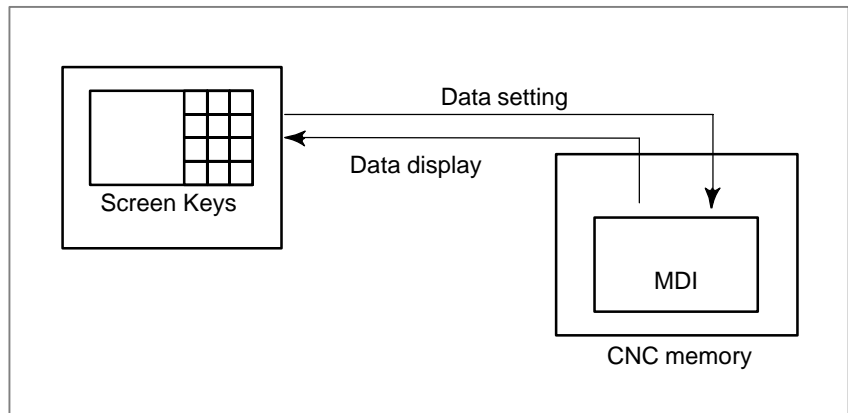 Data setting
Data display
Screen Keys
MDI
CNC memory